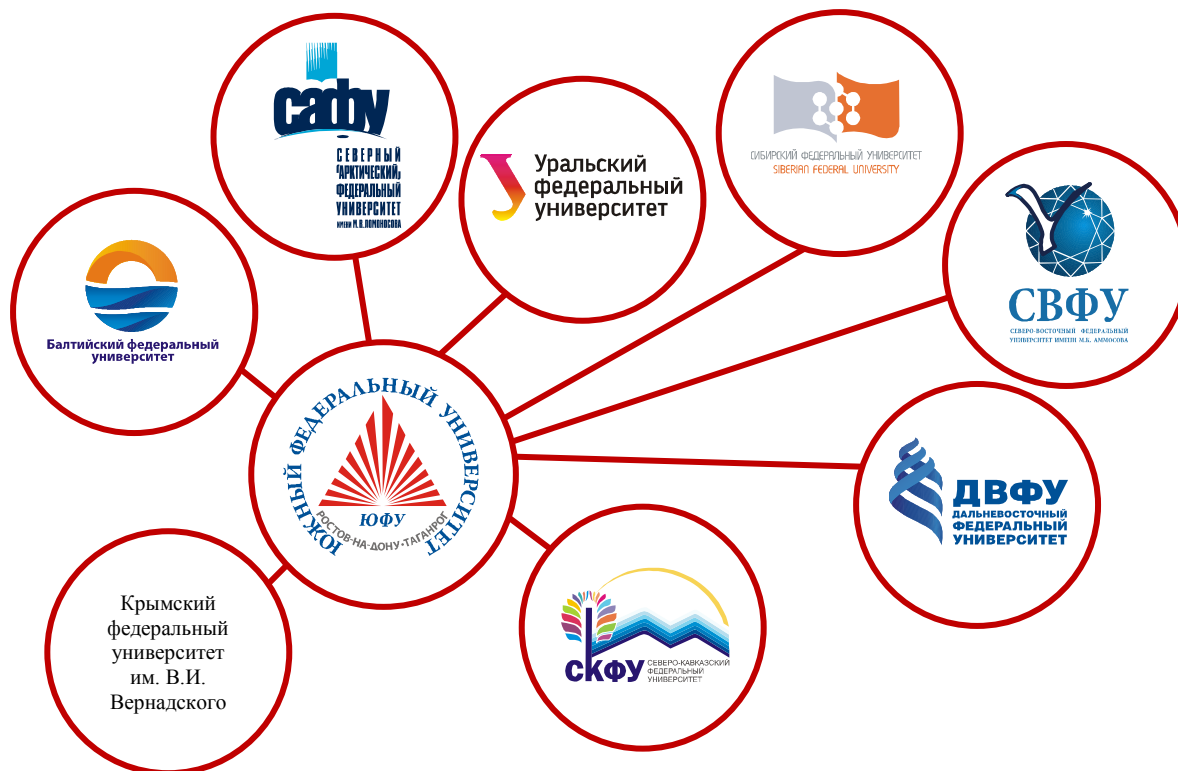 сафу
СЕВЕРНЫЙ
(АРКТИЧЕСКИЙ)
ФЕДЕРАЛЬНЫЙ
УНИВЕРСИТЕТ
ИМЕНИ М.В.ЛОМОНОСОВА
Уральский
федеральный
университет
СИБИРСКИЙ ФЕДЕРАЛЬНЫЙ УНИВЕРСИТЕТ
SIBERIAN FEDERAL UNIVERSITY
СВФУ
СЕВЕРО-ВОСТОЧНЫЙ ФЕДЕРАЛЬНЫЙ
УНИВЕРСИТЕТ ИМЕНИ М.К. АММОСОВА
Балтийский федеральный
университет
ЮЖНЫЙ ФЕДЕРАЛЬНЫЙ УНИВЕРСИТЕТ
ЮФУ
РОСТОВ-НА-ДОНУ•ТАГАНРОГ
ДВФУ
ДАЛЬНЕВОСТОЧНЫЙ
ФЕДЕРАЛЬНЫЙ
УНИВЕРСИТЕТ
Крымский
федеральный
университет
им. В.И.
Вернадского
СКФУ
СЕВЕРО-КАВКАЗСКИЙ
ФЕДЕРАЛЬНЫЙ
УНИВЕРСИТЕТ